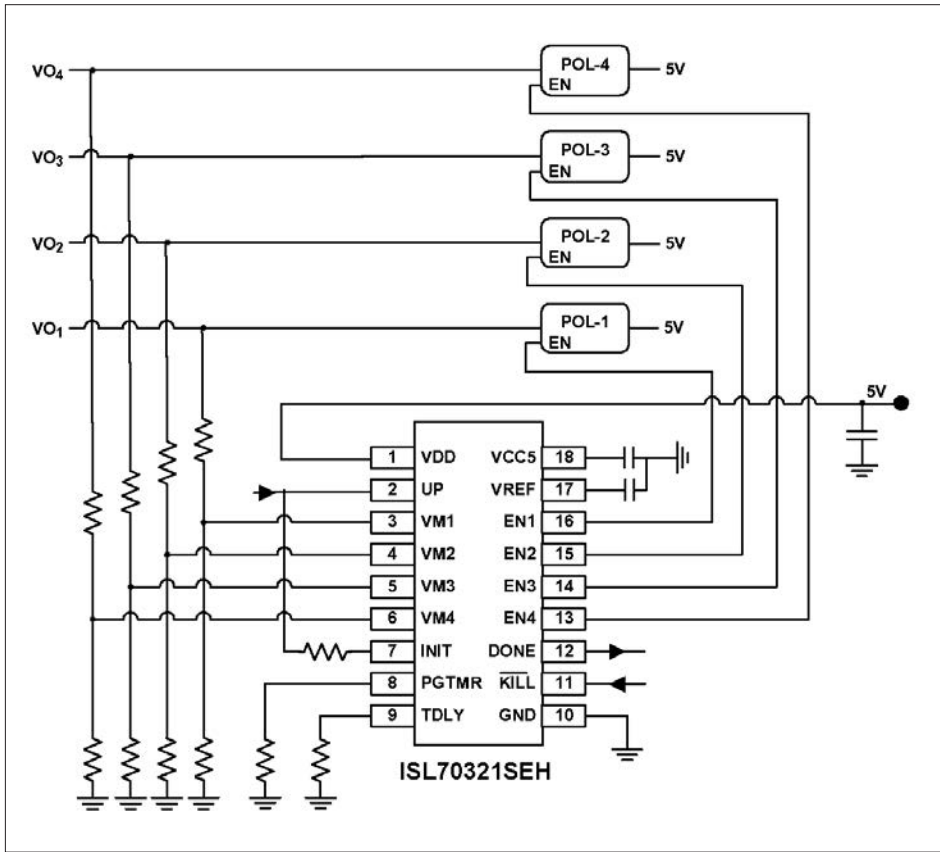 VO4 POL-4 5V
EN
VO3 POL-3 5V
EN
VO2 POL-2 5V
EN
VO1 POL-1 5V
EN
5V
1 VDD VCC5 18
2 UP VREF 17
3 VM1 EN1 16
4 VM2 EN2 15
5 VM3 EN3 14
6 VM4 EN4 13
7 INIT DONE 12
8 PGTMR KILL 11
9 TDLY GND 10
ISL70321SEH